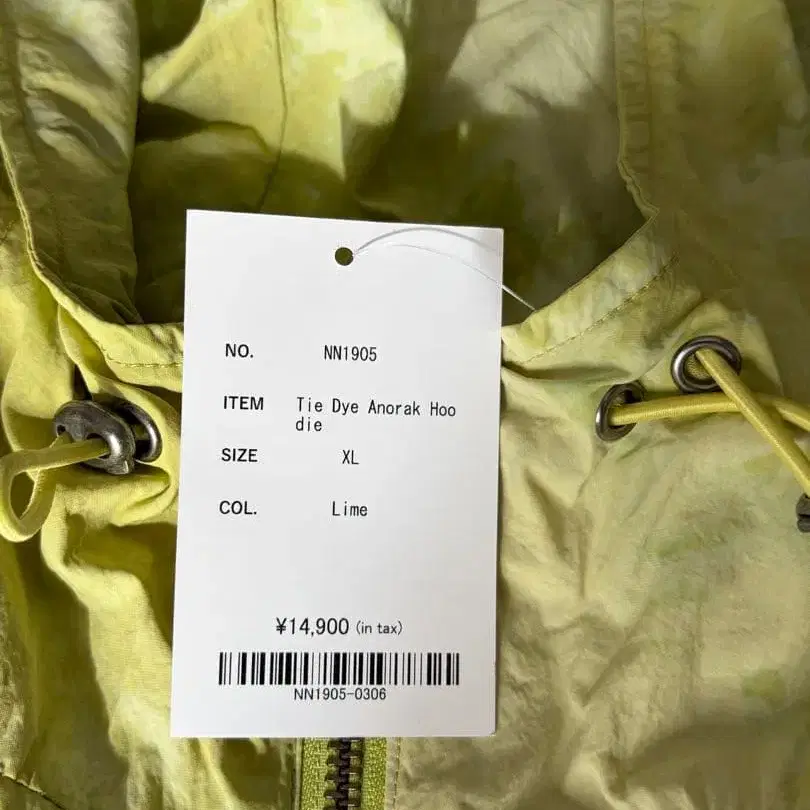 NO. NN1905
ITEM Tie Dye Anorak Hoo
die
SIZE XL
COL. Lime
¥14,900 (in tax)
NN1905-0306